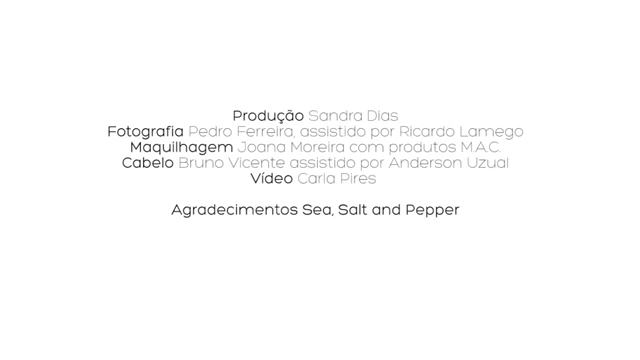 Produção Sandra Dias
Fotografia Pedro Ferreira, assistido por Ricardo Lamego
Maquilhagem Joana Moreira com produtos M.A.C.
Cabelo Bruno Vicente assistido por Anderson Uzual
Vídeo Carla Pires
Agradecimentos Sea, Salt and Pepper